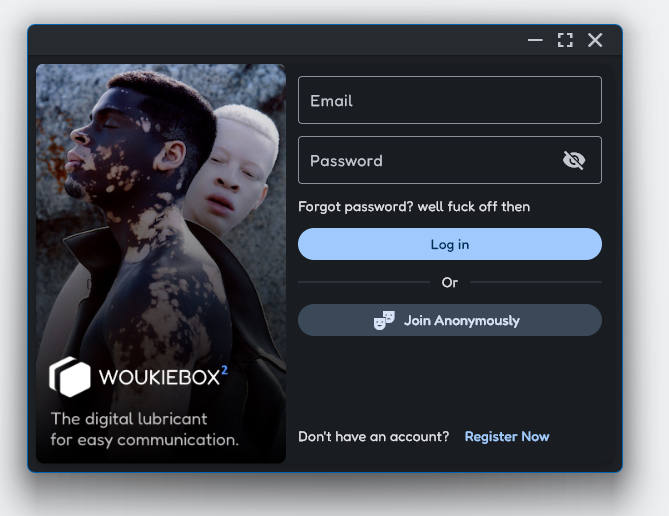 Email
Password
Forgot password? well fuck off then
Log in
Or
Join Anonymously
WOUKIEBOX2
The digital lubricant
for easy communication.
Don't have an account? Register Now